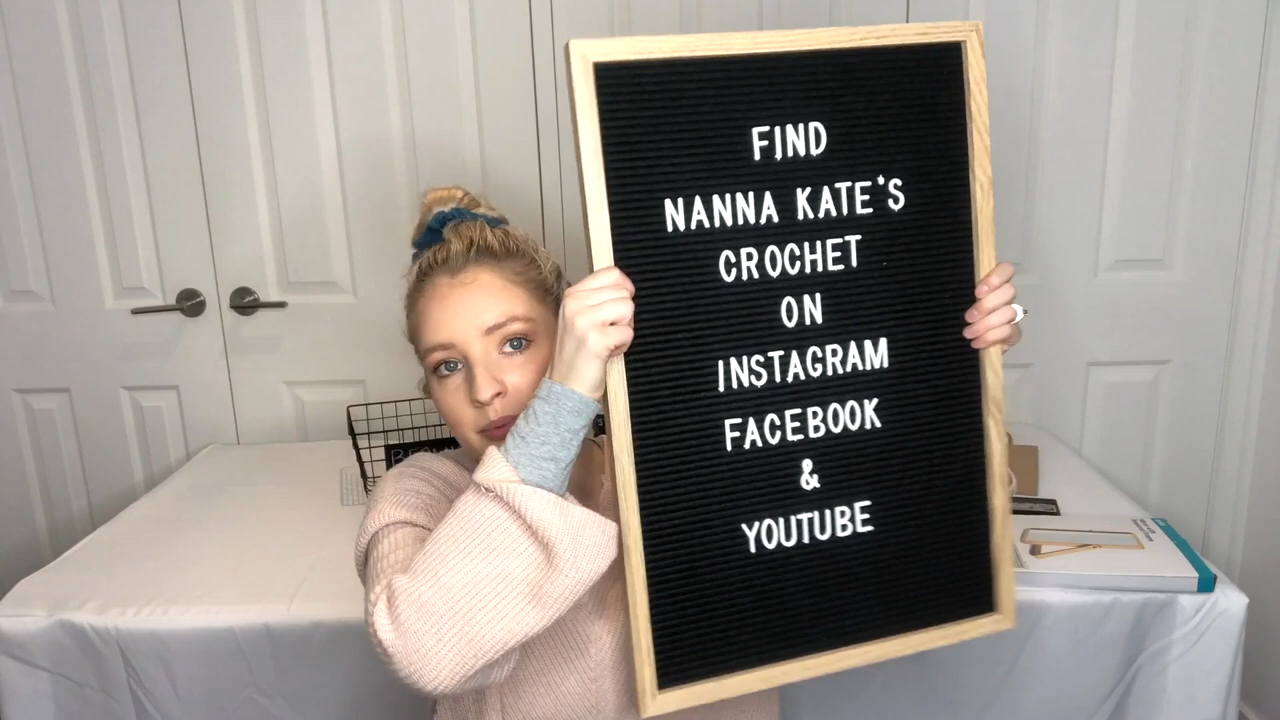 FIND
NANNA KATE'S
CROCHET
ON
INSTAGRAM
FACEBOOK
&
YOUTUBE